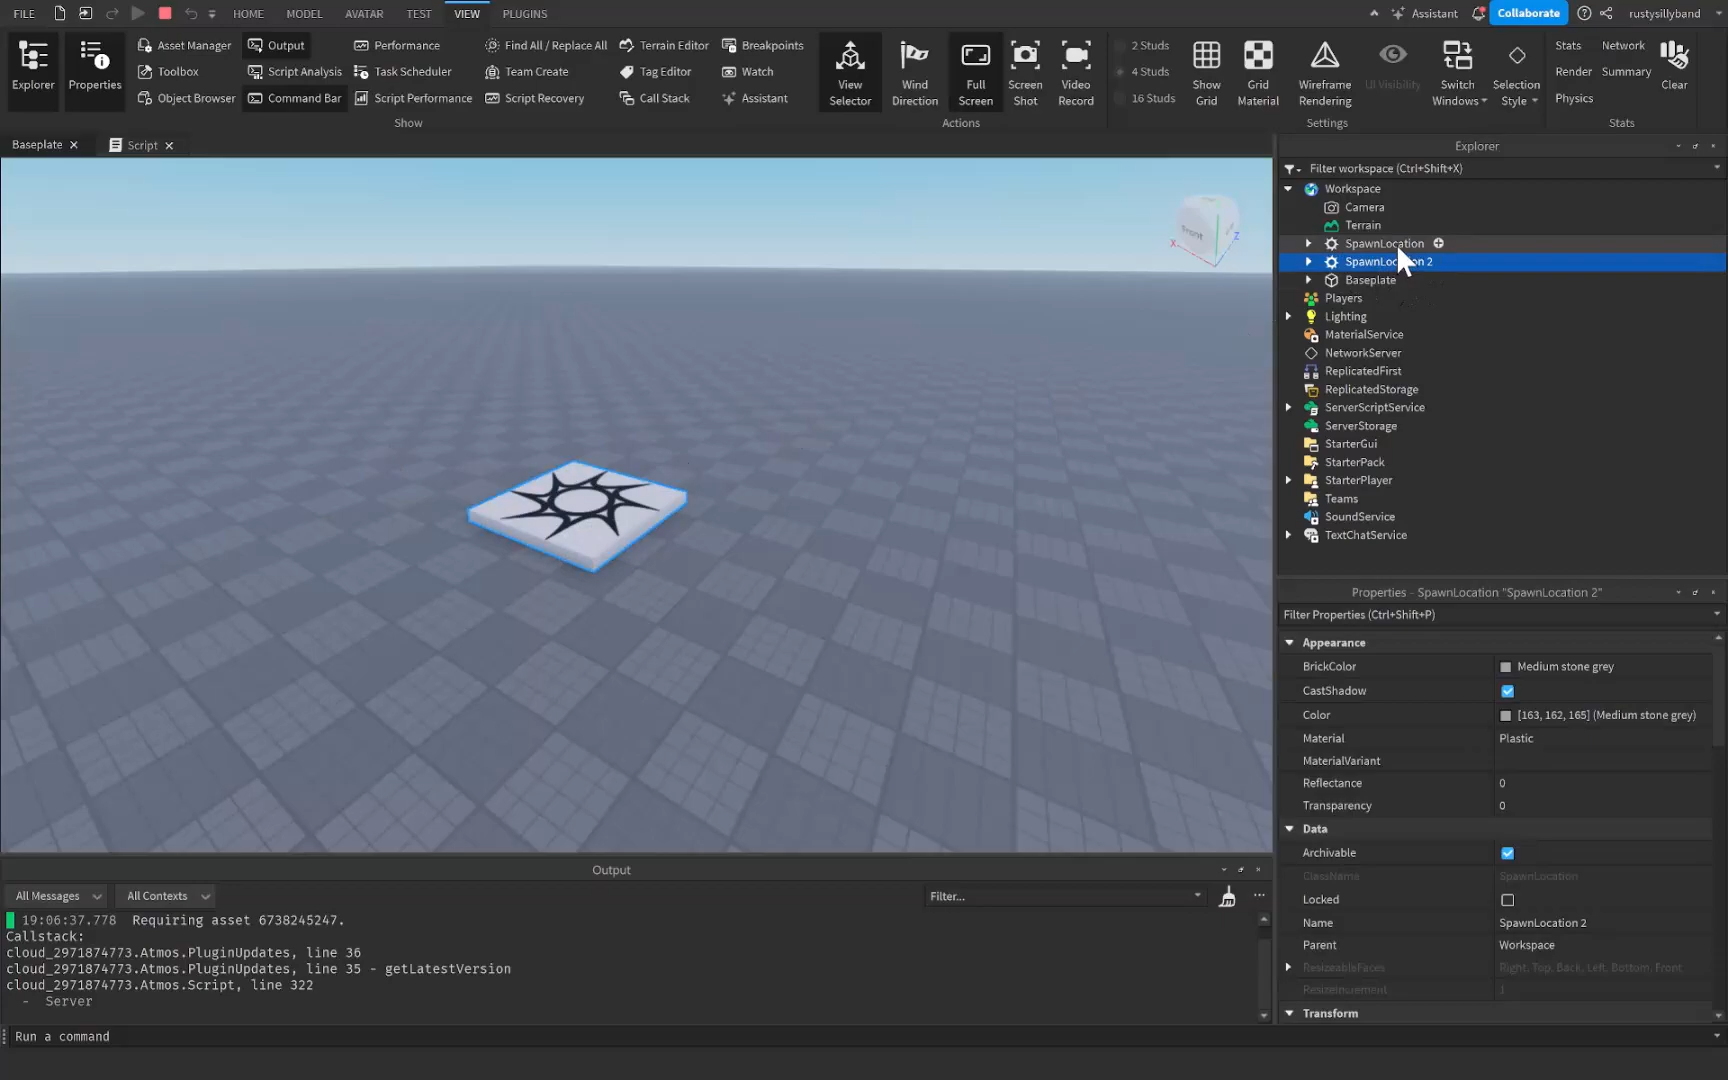 FILE HOME MODEL AVATAR TEST VIEW PLUGINS Assistant Collaborate rustysillyband
Explorer Properties
Asset Manager Output Performance Find All / Replace All Terrain Editor Breakpoints
Toolbox Script Analysis Task Scheduler Team Create Tag Editor Watch
Object Browser Command Bar Script Performance Script Recovery Call Stack Assistant
Show
View Selector Wind Direction Full Screen Screen Shot Video Record
Actions
2 Studs
4 Studs
16 Studs
Show Grid Grid Material Wireframe Rendering UI Visibility Switch Windows Selection Style
Settings
Stats Network
Render Summary
Physics
Clear
Stats
Baseplate Script
Front
X Z
Explorer
Filter workspace (Ctrl+Shift+X)
Workspace
Camera
Terrain
SpawnLocation
SpawnLocation 2
Baseplate
Players
Lighting
MaterialService
NetworkServer
ReplicatedFirst
ReplicatedStorage
ServerScriptService
ServerStorage
StarterGui
StarterPack
StarterPlayer
Teams
SoundService
TextChatService
Properties - SpawnLocation "SpawnLocation 2"
Filter Properties (Ctrl+Shift+P)
Appearance
BrickColor Medium stone grey
CastShadow
Color [163, 162, 165] (Medium stone grey)
Material Plastic
MaterialVariant
Reflectance 0
Transparency 0
Data
Archivable
ClassName SpawnLocation
Locked
Name SpawnLocation 2
Parent Workspace
ResizeableFaces Right, Top, Back, Left, Bottom, Front
ResizeIncrement 1
Transform
Output
All Messages All Contexts Filter...
19:06:37.778 Requiring asset 6738245247.
Callstack:
cloud_2971874773.Atmos.PluginUpdates, line 36
cloud_2971874773.Atmos.PluginUpdates, line 35 - getLatestVersion
cloud_2971874773.Atmos.Script, line 322
- Server
Run a command